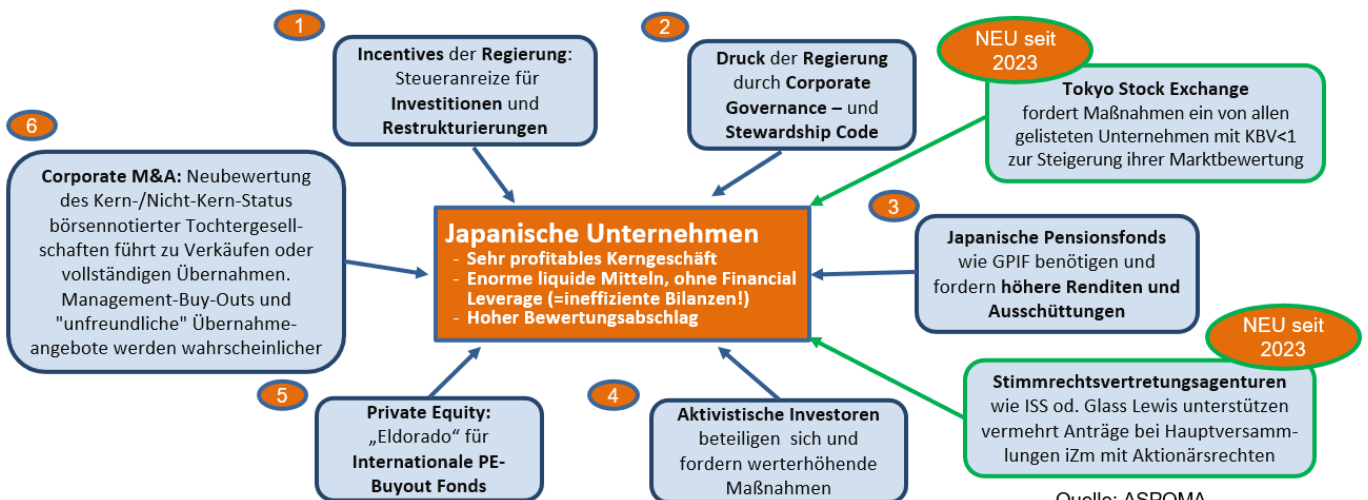 1
Incentives der Regierung:
Steueranreize für
Investitionen und
Restrukturierungen
2
Druck der Regierung
durch Corporate
Governance – und
Stewardship Code
NEU seit
2023
Tokyo Stock Exchange
fordert Maßnahmen ein von allen
gelisteten Unternehmen mit KBV<1
zur Steigerung ihrer Marktbewertung
6
Corporate M&A: Neubewertung
des Kern-/Nicht-Kern-Status
börsennotierter Tochtergesell-
schaften führt zu Verkäufen oder
vollständigen Übernahmen.
Management-Buy-Outs und
"unfreundliche" Übernahme-
angebote werden wahrscheinlicher
Japanische Unternehmen
- Sehr profitables Kerngeschäft
- Enorme liquide Mitteln, ohne Financial
Leverage (=ineffiziente Bilanzen!)
- Hoher Bewertungsabschlag
3
Japanische Pensionsfonds
wie GPIF benötigen und
fordern höhere Renditen und
Ausschüttungen
5
Private Equity:
„Eldorado“ für
Internationale PE-
Buyout Fonds
4
Aktivistische Investoren
beteiligen sich und
fordern werterhöhende
Maßnahmen
NEU seit
2023
Stimmrechtsvertretungsagenturen
wie ISS od. Glass Lewis unterstützen
vermehrt Anträge bei Hauptversamm-
lungen iZm mit Aktionärsrechten
Quelle: ASPOMA